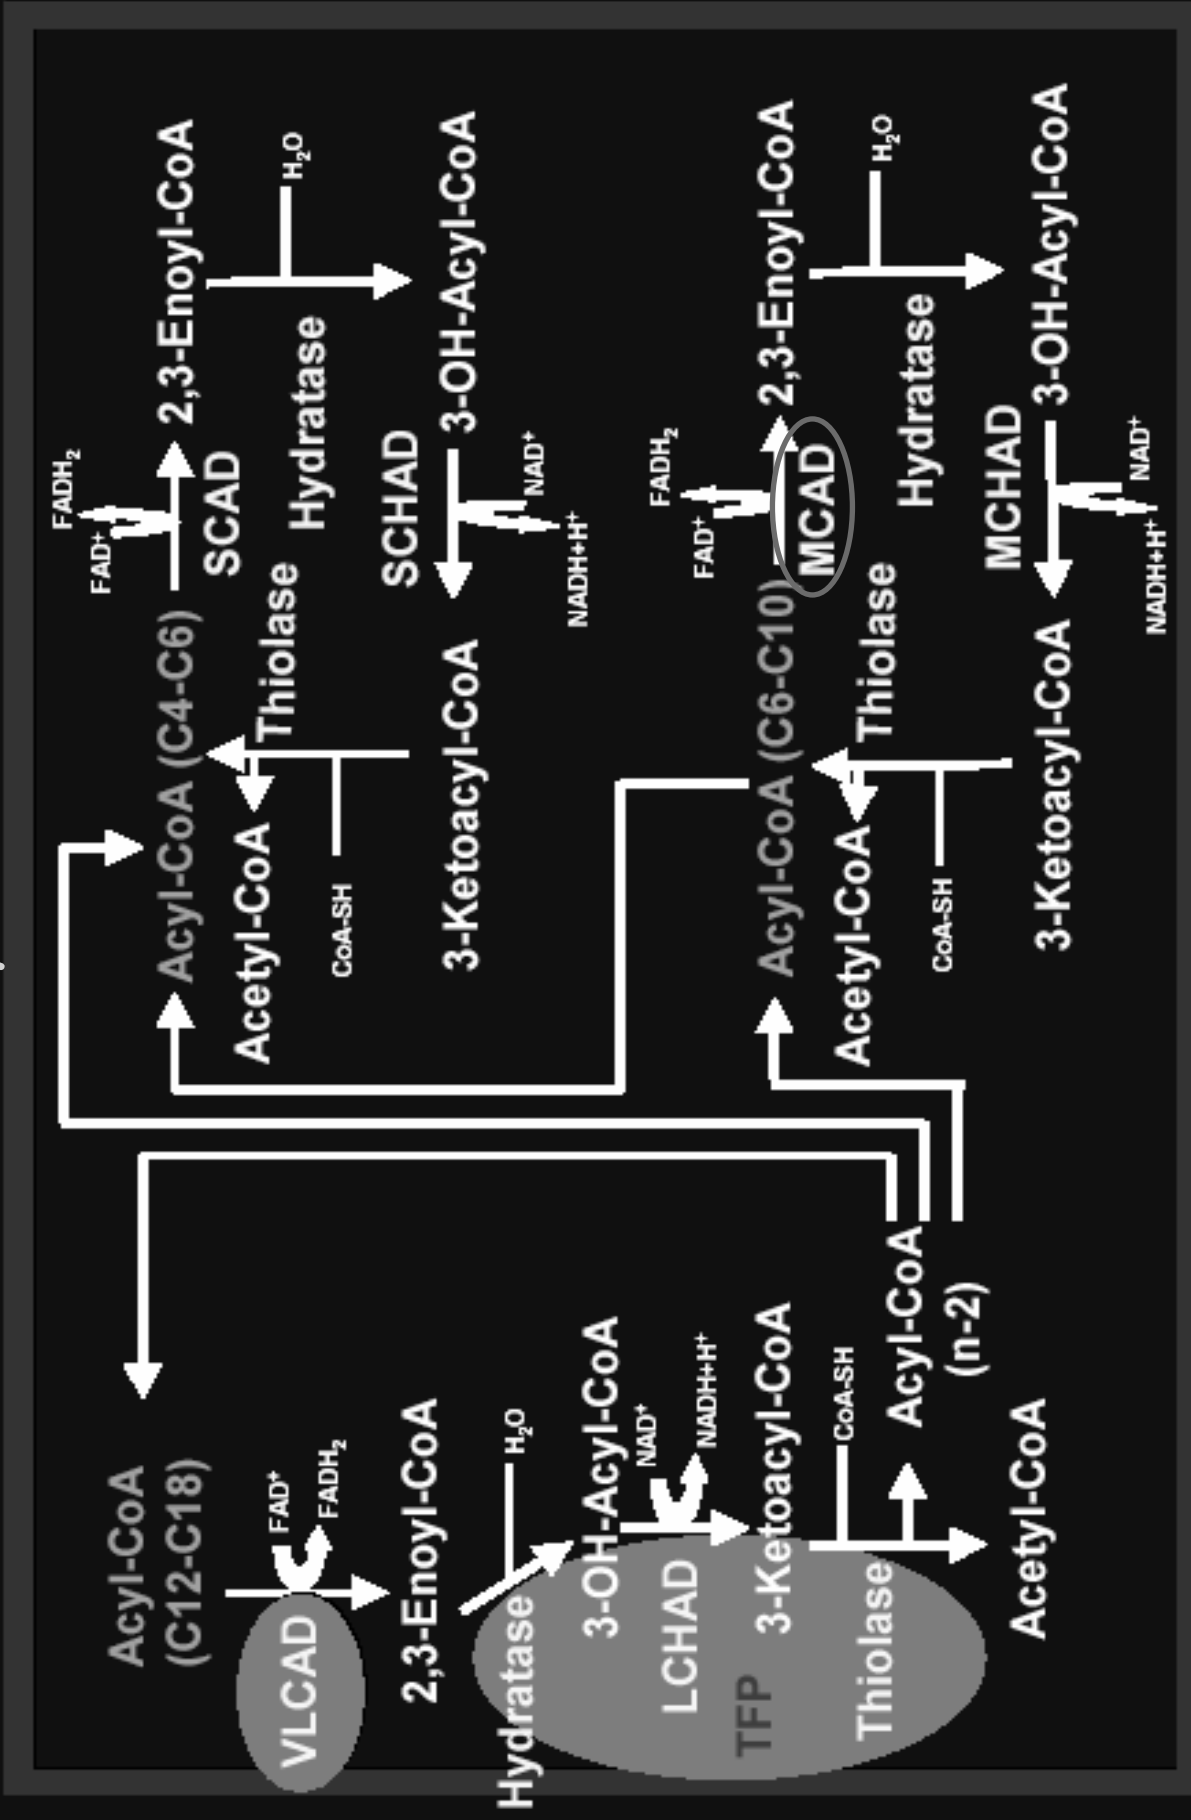 Acyl-CoA
(C12-C18)
VLCAD
FAD+
FADH2
2,3-Enoyl-CoA
Hydratase
H2O
3-OH-Acyl-CoA
LCHAD
NAD+
NADH+H+
TFP
3-Ketoacyl-CoA
Thiolase
CoA-SH
Acyl-CoA
(n-2)
Acetyl-CoA
Acyl-CoA (C4-C6)
FAD+
FADH2
SCAD
2,3-Enoyl-CoA
Acetyl-CoA
Thiolase
Hydratase
H2O
CoA-SH
SCHAD
3-Ketoacyl-CoA
3-OH-Acyl-CoA
NADH+H+
NAD+
FAD+
FADH2
Acyl-CoA (C6-C10)
2,3-Enoyl-CoA
MCAD
Acetyl-CoA
Thiolase
Hydratase
H2O
CoA-SH
MCHAD
3-Ketoacyl-CoA
3-OH-Acyl-CoA
NADH+H+
NAD+